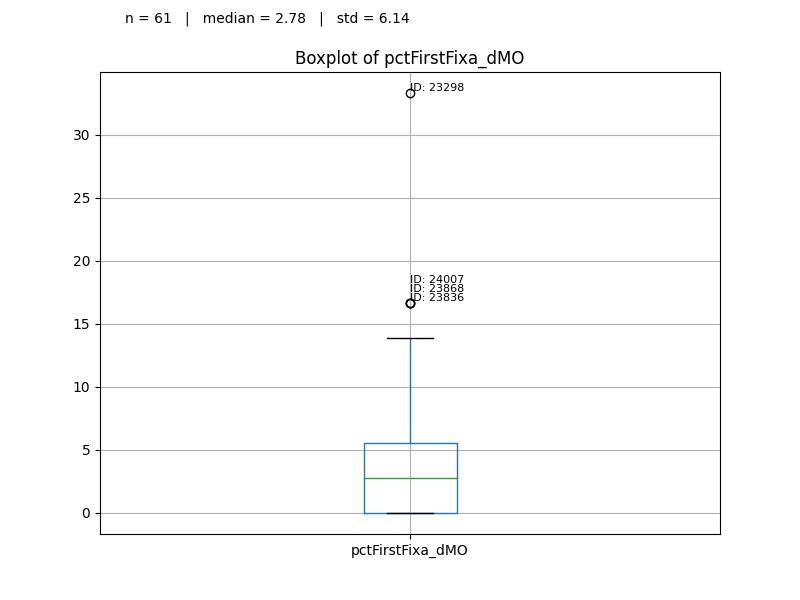 n = 61   |   median = 2.78   |   std = 6.14
Boxplot of pctFirstFixa_dMO
ID: 23298
30
25
20
ID: 24007
ID: 23868
ID: 23836
15
10
5
0
pctFirstFixa_dMO